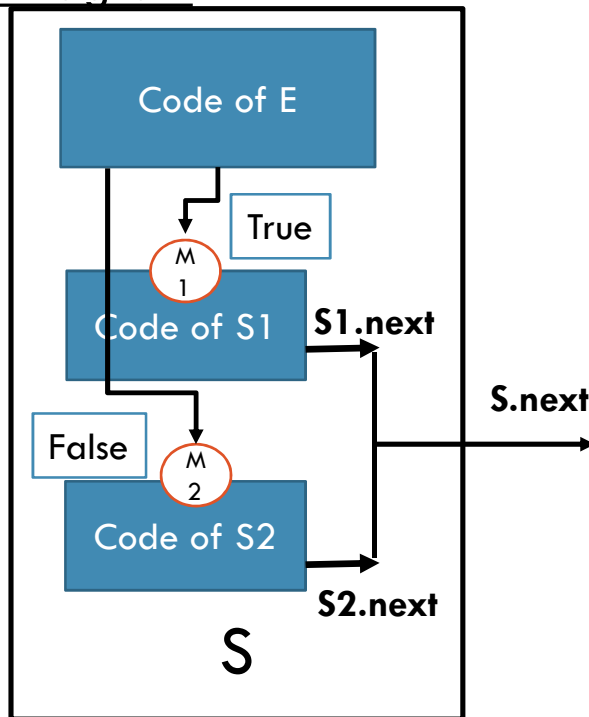 Code of E
True
M
1
Code of S1
S1.next
S.next
False
M
2
Code of S2
S2.next
S